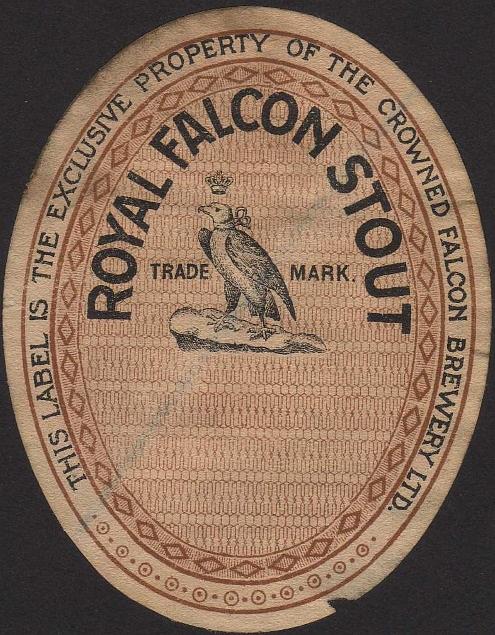 THIS LABEL IS THE EXCLUSIVE PROPERTY OF THE CROWNED FALCON BREWERY LTD.
ROYAL FALCON STOUT
TRADE MARK.